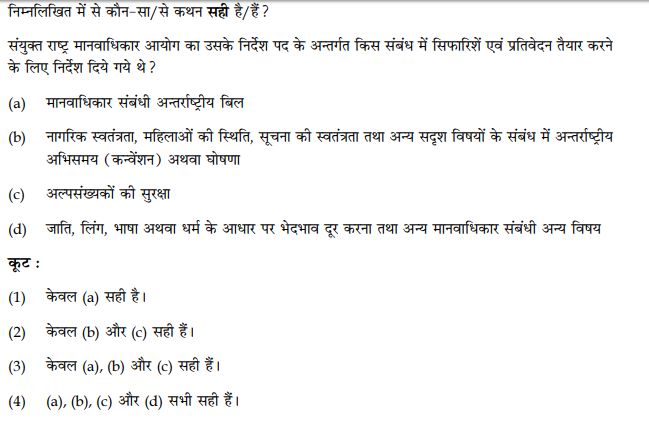 निम्नलिखित में से कौन-सा/से कथन सही है/हैं ?
संयुक्त राष्ट्र मानवाधिकार आयोग का उसके निर्देश पद के अन्तर्गत किस संबंध में सिफारिशें एवं प्रतिवेदन तैयार करने
के लिए निर्देश दिये गये थे ?
(a) मानवाधिकार संबंधी अन्तर्राष्ट्रीय बिल
(b) नागरिक स्वतंत्रता, महिलाओं की स्थिति, सूचना की स्वतंत्रता तथा अन्य सदृश विषयों के संबंध में अन्तर्राष्ट्रीय
अभिसमय (कन्वेंशन) अथवा घोषणा
(c) अल्पसंख्यकों की सुरक्षा
(d) जाति, लिंग, भाषा अथवा धर्म के आधार पर भेदभाव दूर करना तथा अन्य मानवाधिकार संबंधी अन्य विषय
कूट :
(1) केवल (a) सही है।
(2) केवल (b) और (c) सही हैं।
(3) केवल (a), (b) और (c) सही हैं।
(4) (a), (b), (c) और (d) सभी सही हैं।